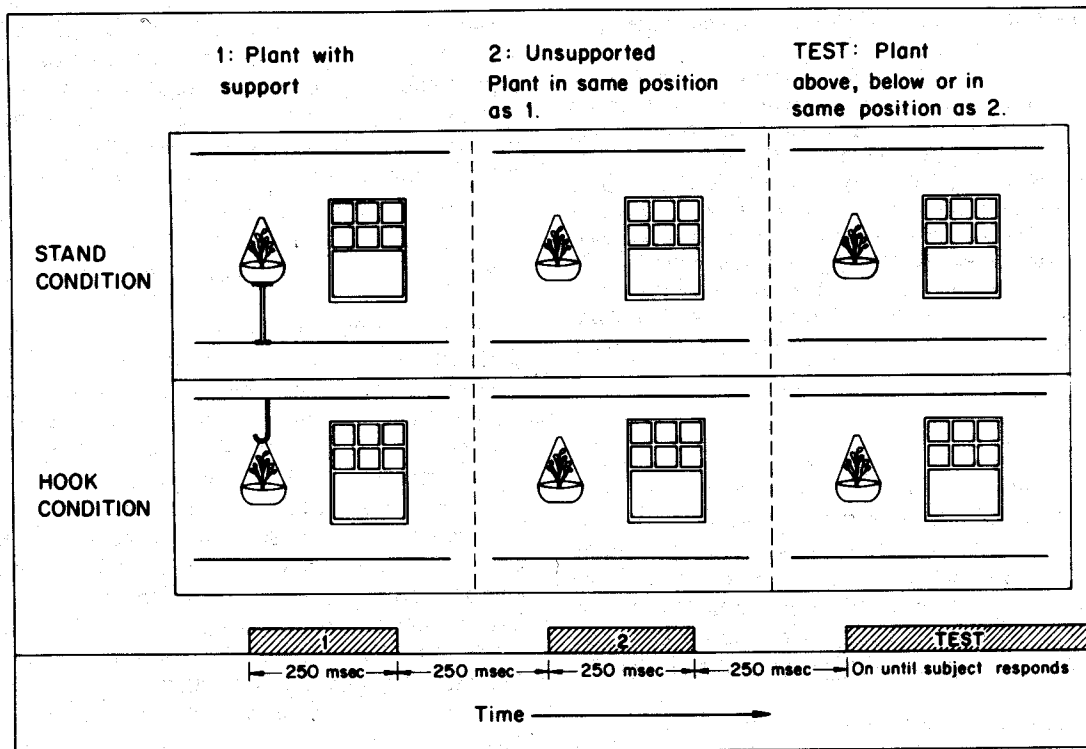 1: Plant with
support
2: Unsupported
Plant in same position
as 1.
TEST: Plant
above, below or in
same position as 2.
STAND
CONDITION
HOOK
CONDITION
1
2
TEST
250 msec
250 msec
250 msec
250 msec
On until subject responds
Time